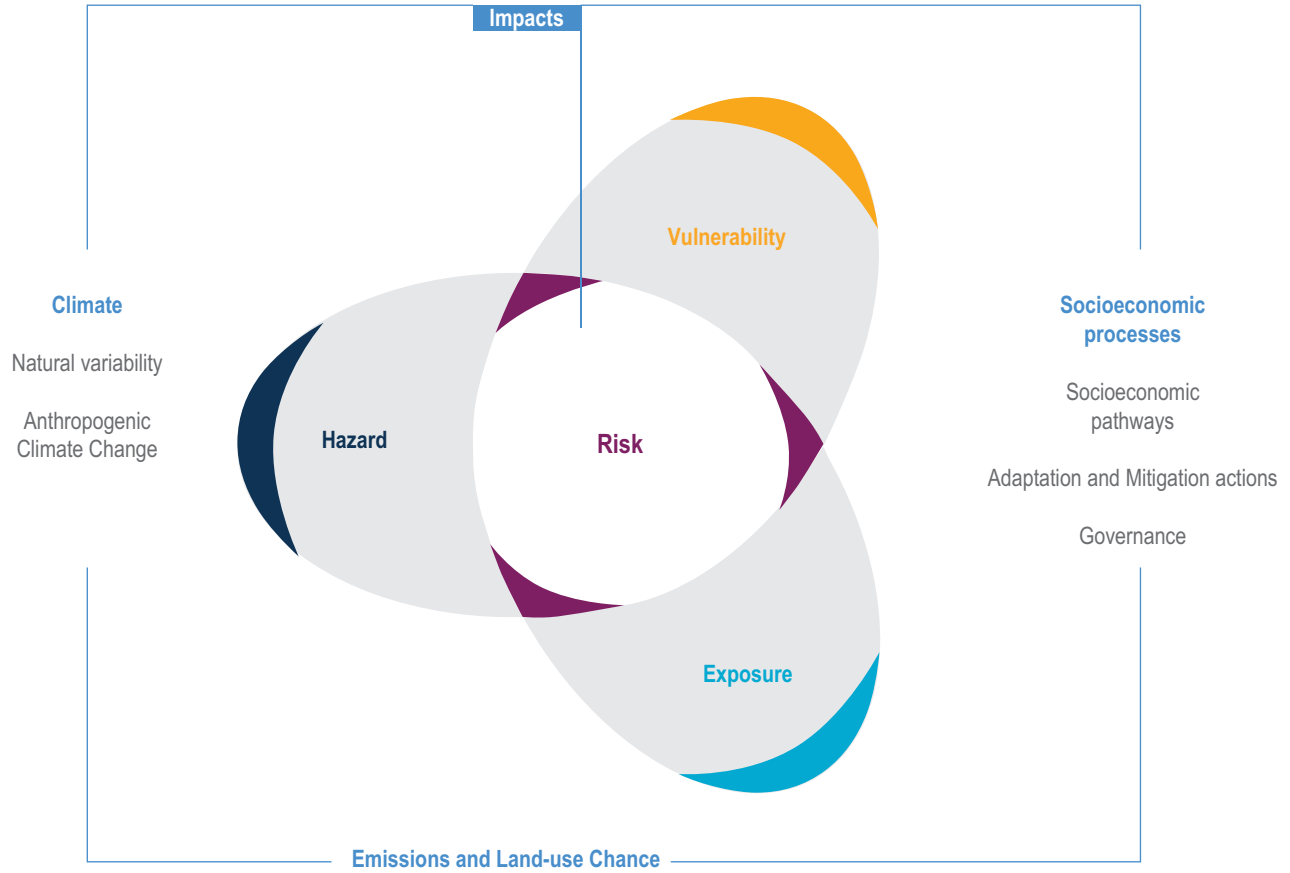 Impacts
Vulnerability
Climate
Natural variability
Anthropogenic
Climate Change
Hazard
Risk
Socioeconomic
processes
Socioeconomic
pathways
Adaptation and Mitigation actions
Governance
Exposure
Emissions and Land-use Chance